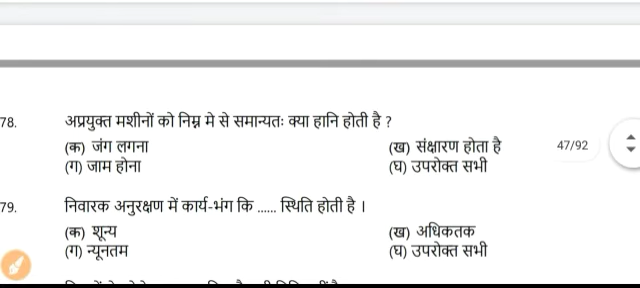 78. अप्रयुक्त मशीनों को निम्न मे से समान्यतः क्या हानि होती है ?
(क) जंग लगना (ख) संक्षारण होता है 47/92
(ग) जाम होना (घ) उपरोक्त सभी
79. निवारक अनुरक्षण में कार्य-भंग कि ...... स्थिति होती है ।
(क) शून्य (ख) अधिकतक
(ग) न्यूनतम (घ) उपरोक्त सभी